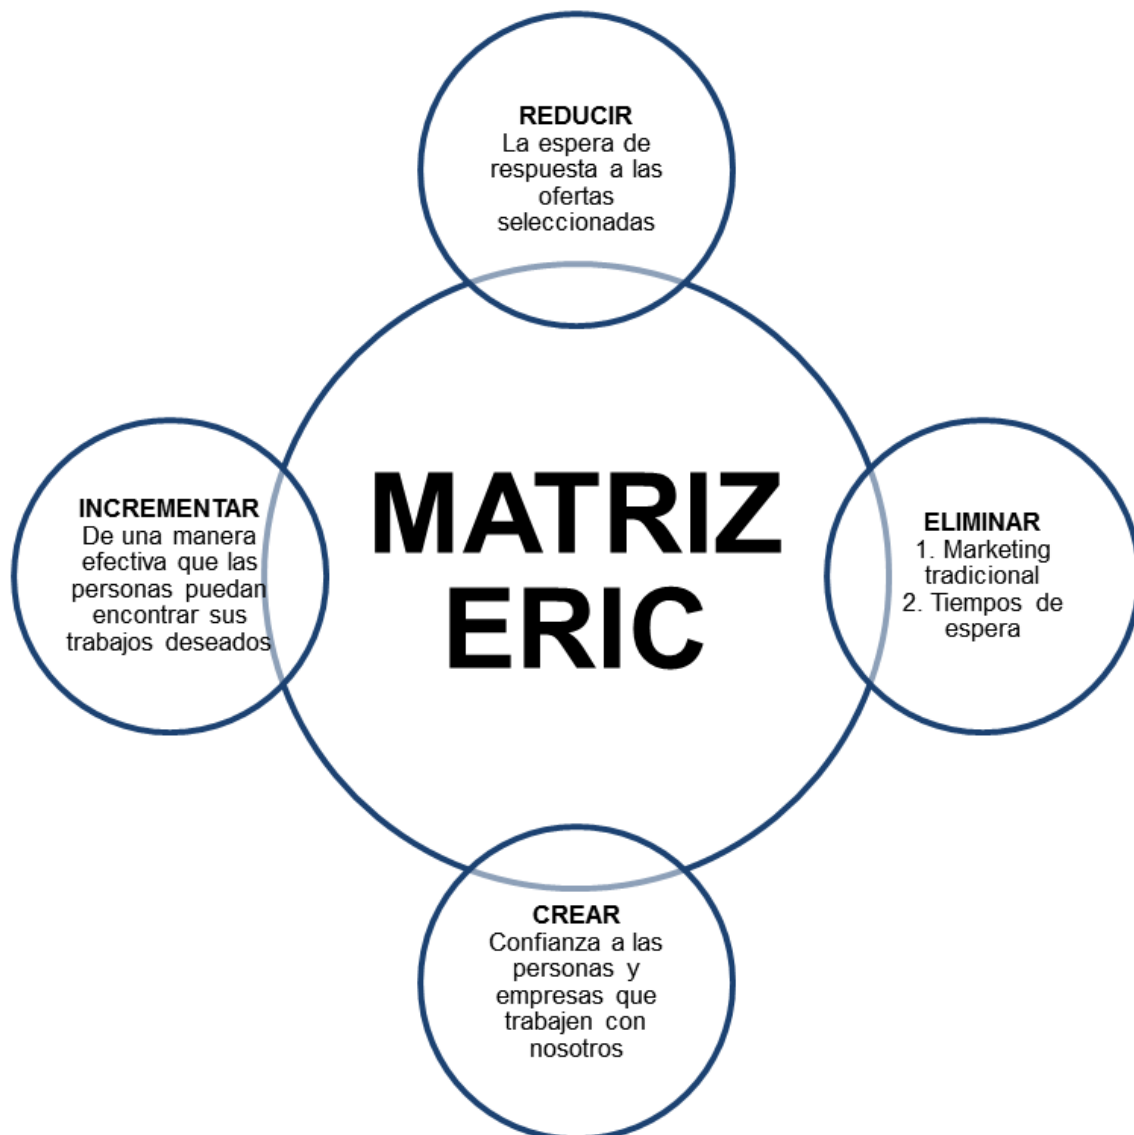 REDUCIR
La espera de
respuesta a las
ofertas
seleccionadas
INCREMENTAR
De una manera
efectiva que las
personas puedan
encontrar sus
trabajos deseados
MATRIZ
ERIC
ELIMINAR
1. Marketing
tradicional
2. Tiempos de
espera
CREAR
Confianza a las
personas y
empresas que
trabajen con
nosotros